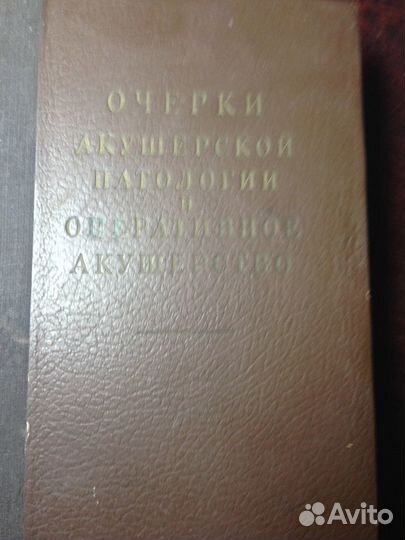 ОЧЕРКИ
АКУШЕРСКОЙ
ПАТОЛОГИИ
И
ОПЕРАТИВНОЕ
АКУШЕРСТВО
Avito